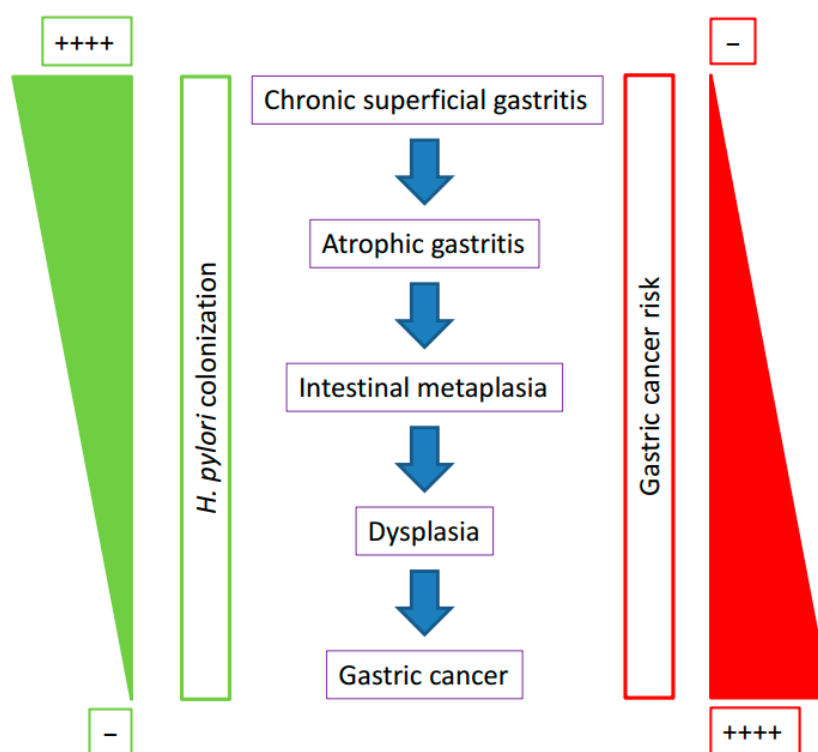 ++++
–
Chronic superficial gastritis
Atrophic gastritis
H. pylori colonization
Gastric cancer risk
Intestinal metaplasia
Dysplasia
Gastric cancer
–
++++